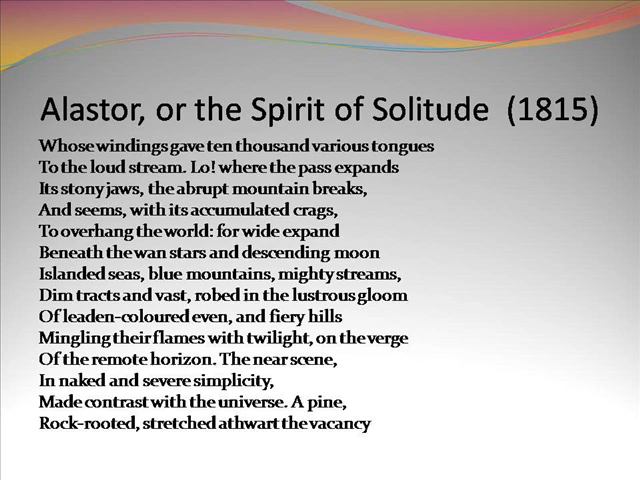 Alastor, or the Spirit of Solitude (1815)
Whose windings gave ten thousand various tongues
To the loud stream. Lo! where the pass expands
Its stony jaws, the abrupt mountain breaks,
And seems, with its accumulated crags,
To overhang the world: for wide expand
Beneath the wan stars and descending moon
Islanded seas, blue mountains, mighty streams,
Dim tracts and vast, robed in the lustrous gloom
Of leaden-coloured even, and fiery hills
Mingling their flames with twilight, on the verge
Of the remote horizon. The near scene,
In naked and severe simplicity,
Made contrast with the universe. A pine,
Rock-rooted, stretched athwart the vacancy